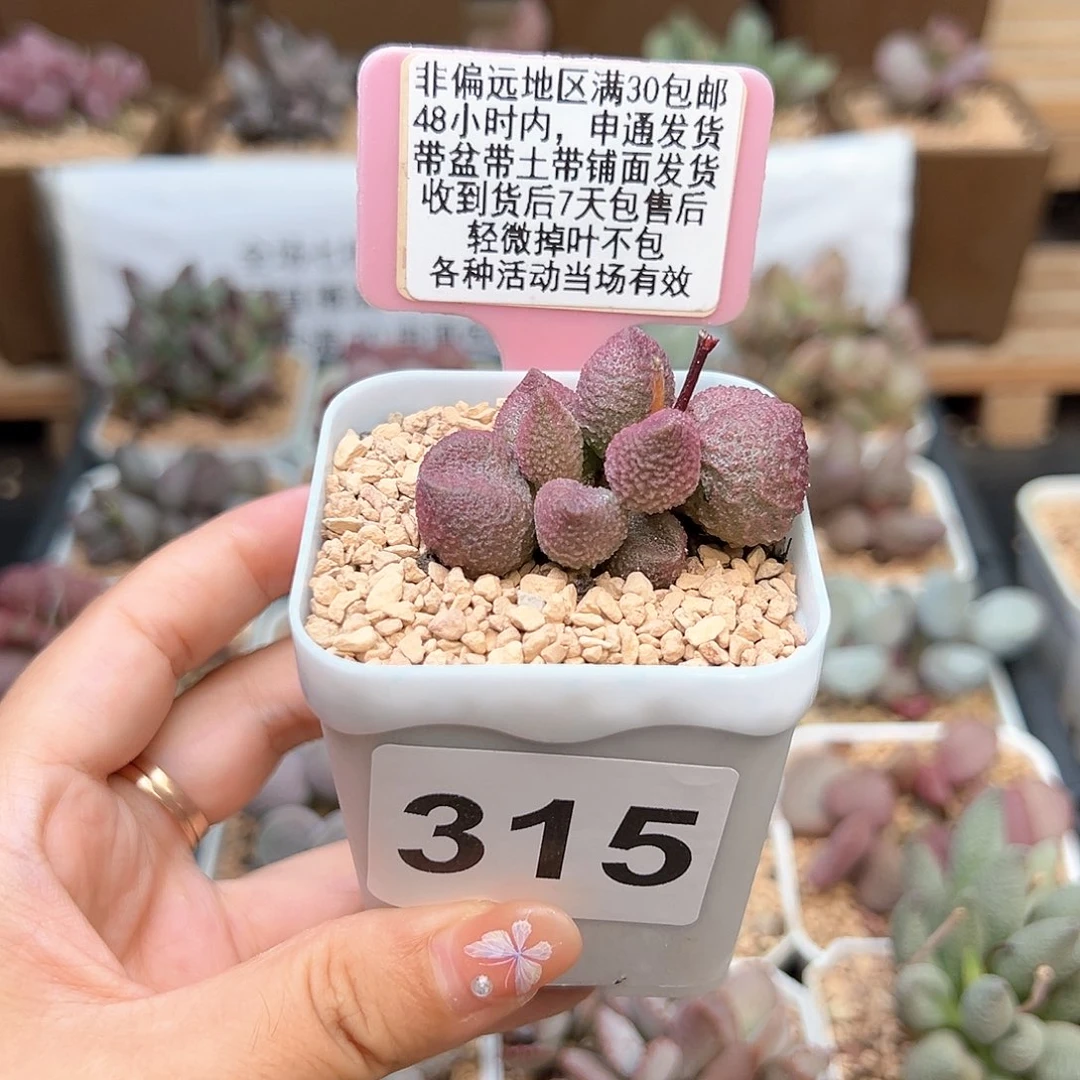 非偏远地区满30包邮
48小时内，申通发货
带盆带土带铺面发货
收到货后7天包售后
轻微掉叶不包
各种活动当场有效
315